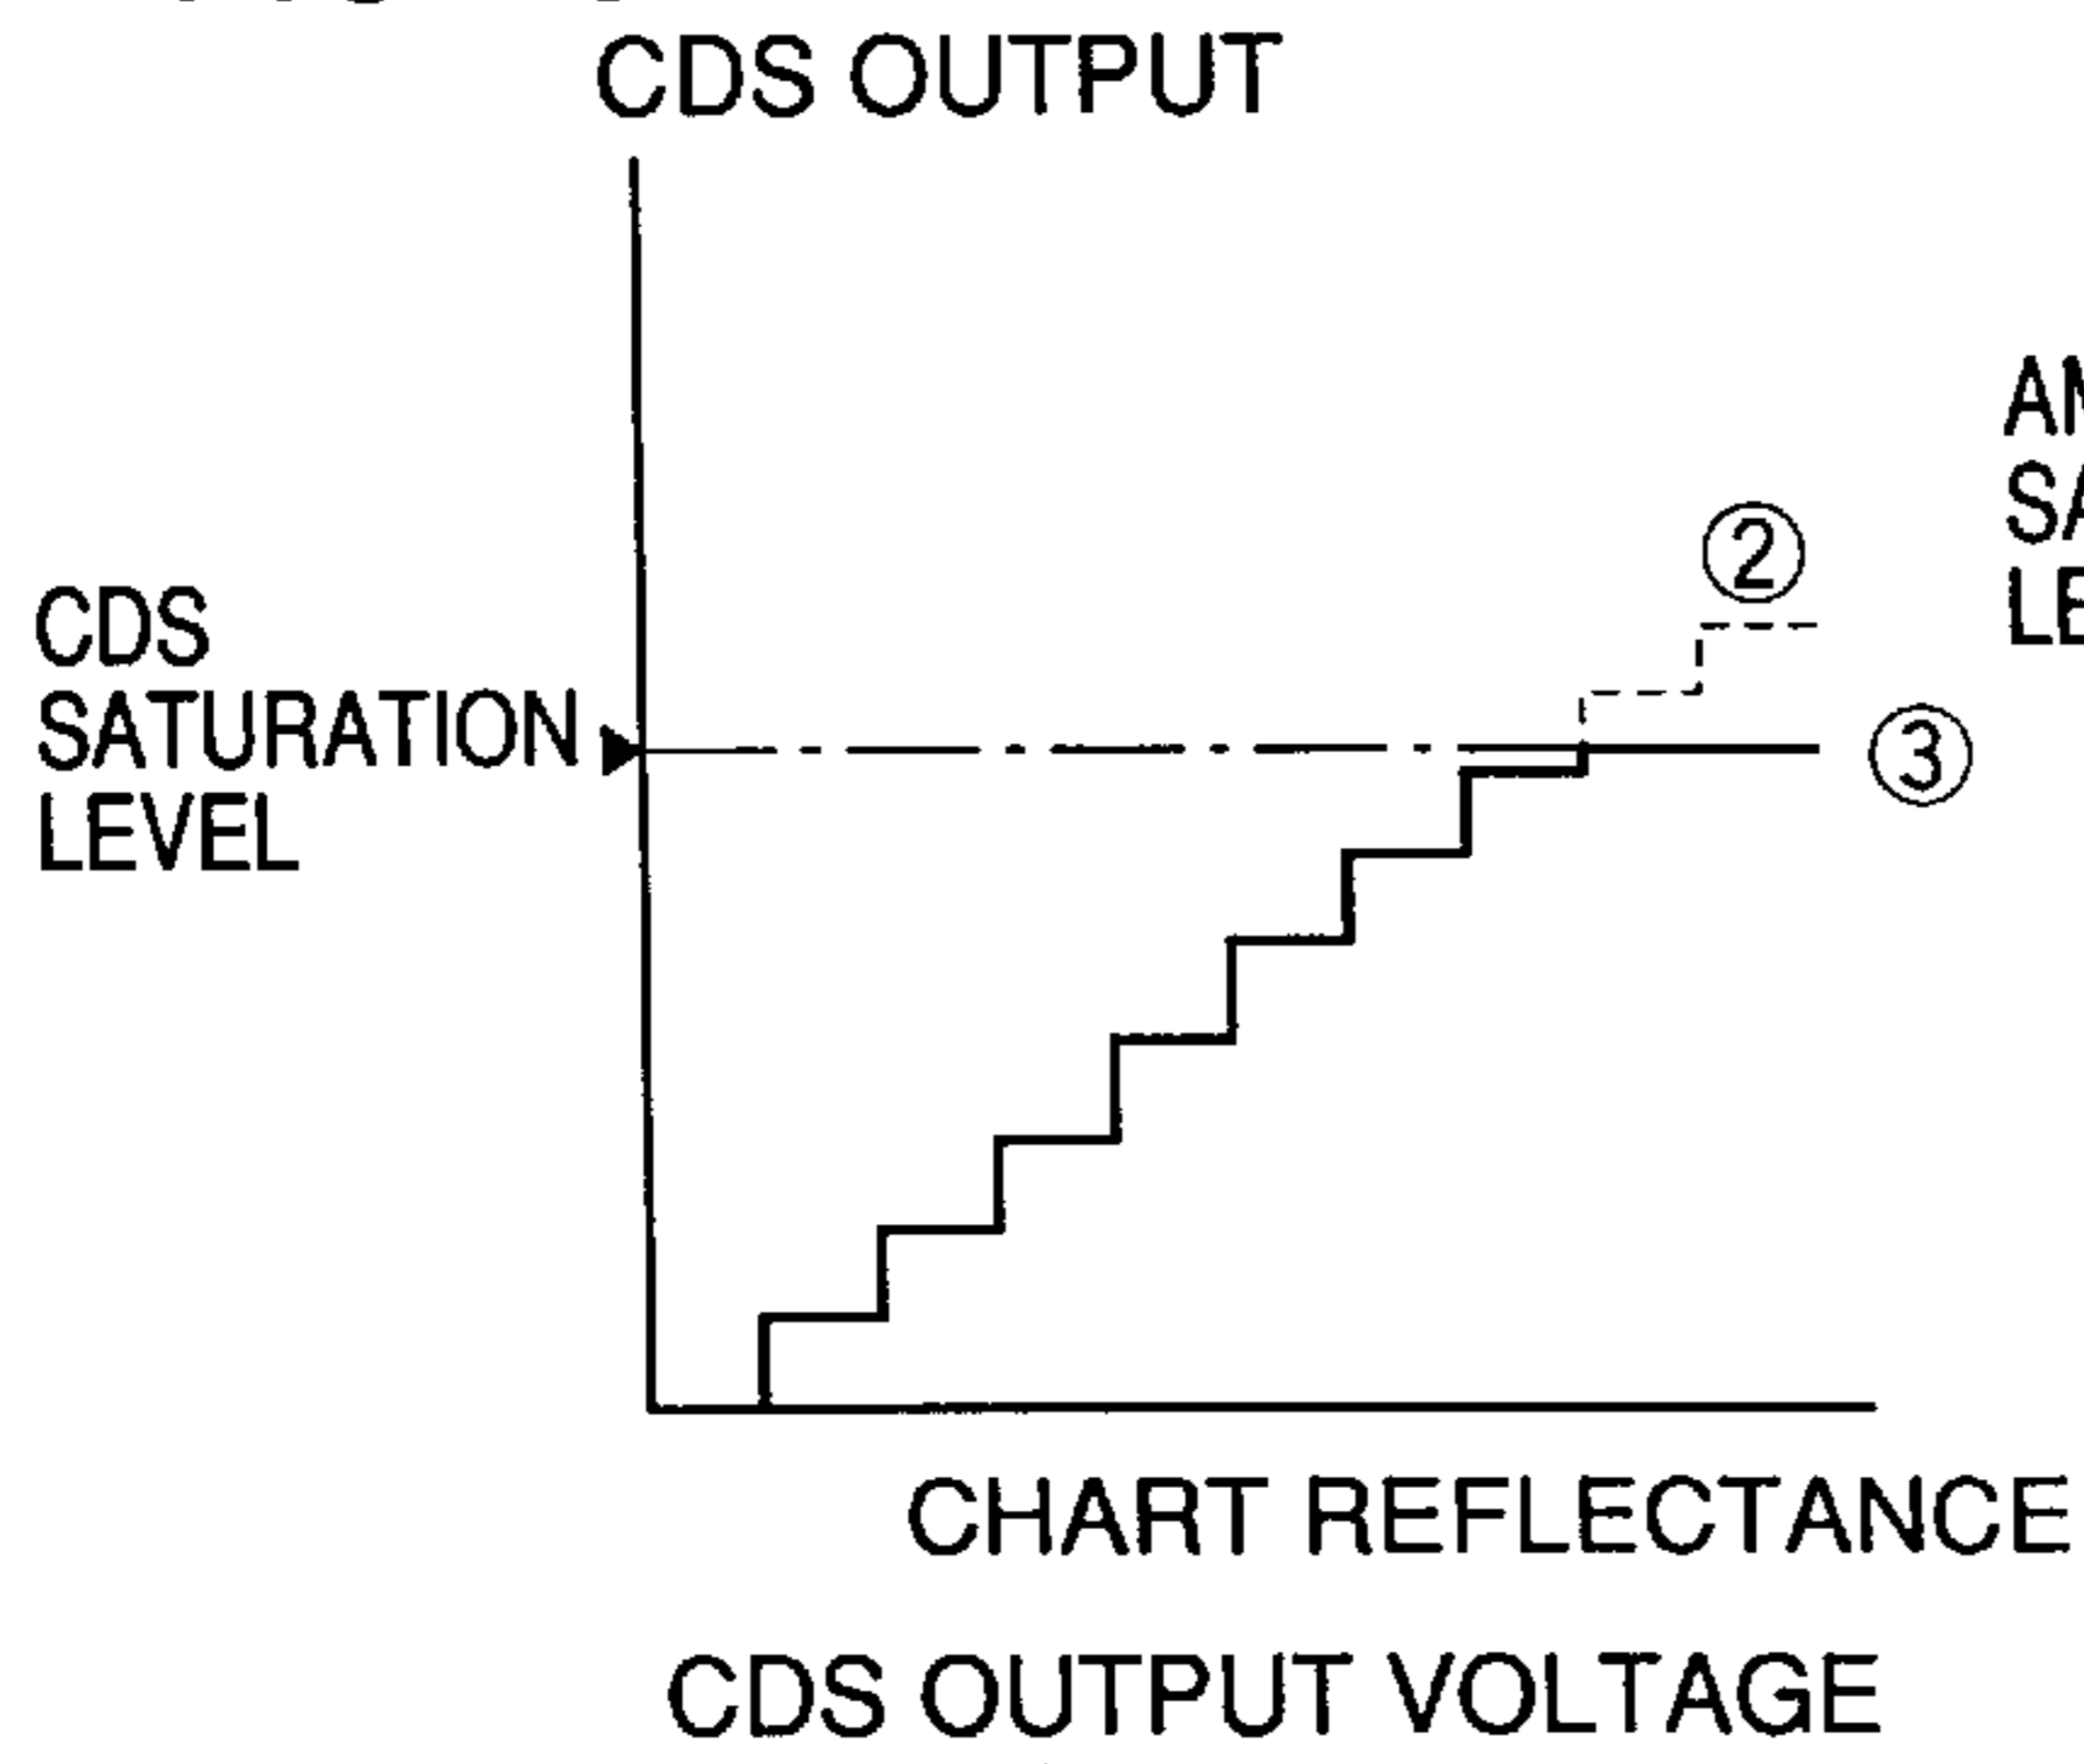 CDS OUTPUT
②
CDS
SATURATION
LEVEL
③
CHART REFLECTANCE
CDS OUTPUT VOLTAGE